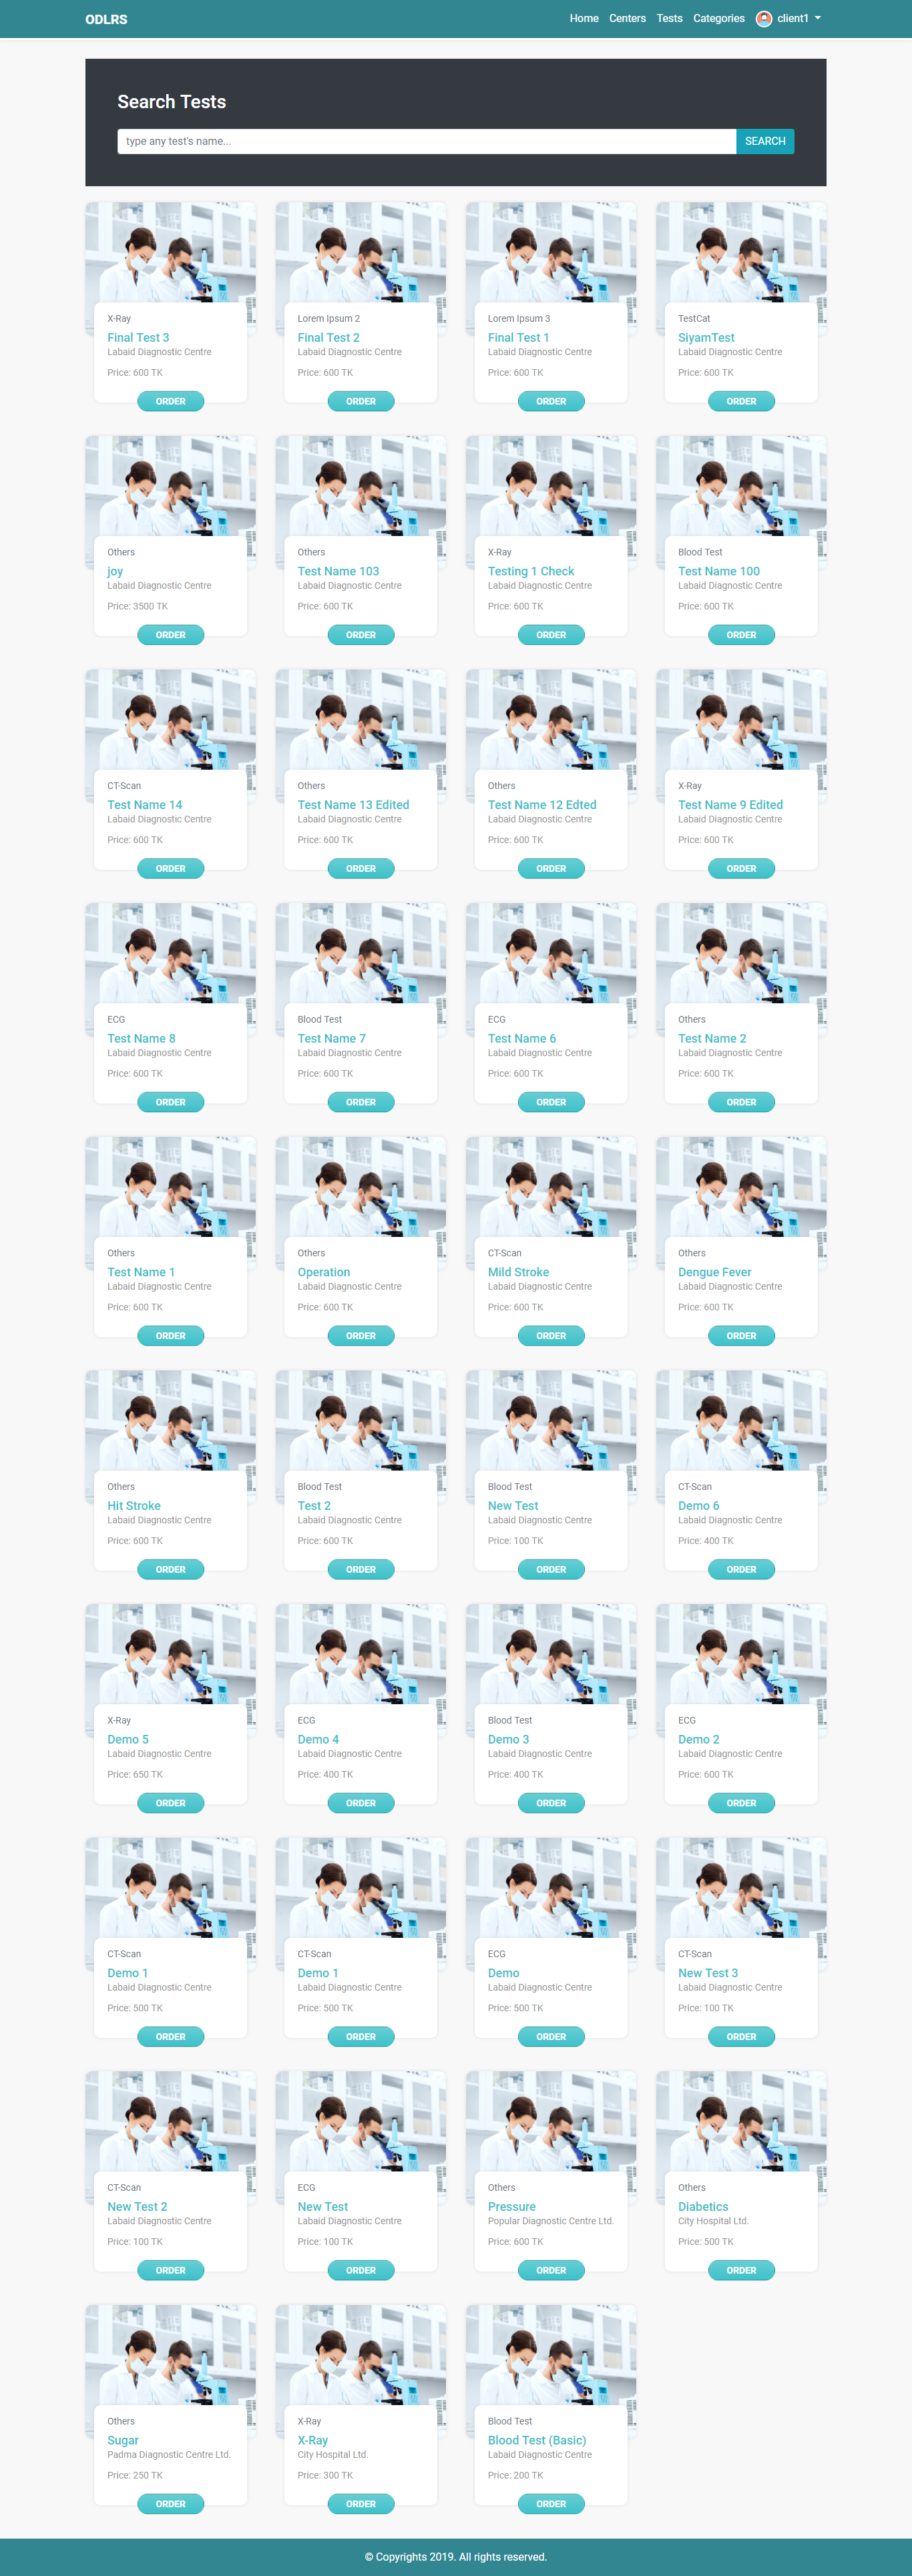 ODLRS
Home Centers Tests Categories client1
Search Tests
type any test's name... SEARCH
X-Ray
Final Test 3
Labaid Diagnostic Centre
Price: 600 TK
ORDER
Lorem Ipsum 2
Final Test 2
Labaid Diagnostic Centre
Price: 600 TK
ORDER
Lorem Ipsum 3
Final Test 1
Labaid Diagnostic Centre
Price: 600 TK
ORDER
TestCat
SiyamTest
Labaid Diagnostic Centre
Price: 600 TK
ORDER
Others
joy
Labaid Diagnostic Centre
Price: 3500 TK
ORDER
Others
Test Name 103
Labaid Diagnostic Centre
Price: 600 TK
ORDER
X-Ray
Testing 1 Check
Labaid Diagnostic Centre
Price: 600 TK
ORDER
Blood Test
Test Name 100
Labaid Diagnostic Centre
Price: 600 TK
ORDER
CT-Scan
Test Name 14
Labaid Diagnostic Centre
Price: 600 TK
ORDER
Others
Test Name 13 Edited
Labaid Diagnostic Centre
Price: 600 TK
ORDER
Others
Test Name 12 Edted
Labaid Diagnostic Centre
Price: 600 TK
ORDER
X-Ray
Test Name 9 Edited
Labaid Diagnostic Centre
Price: 600 TK
ORDER
ECG
Test Name 8
Labaid Diagnostic Centre
Price: 600 TK
ORDER
Blood Test
Test Name 7
Labaid Diagnostic Centre
Price: 600 TK
ORDER
ECG
Test Name 6
Labaid Diagnostic Centre
Price: 600 TK
ORDER
Others
Test Name 2
Labaid Diagnostic Centre
Price: 600 TK
ORDER
Others
Test Name 1
Labaid Diagnostic Centre
Price: 600 TK
ORDER
Others
Operation
Labaid Diagnostic Centre
Price: 600 TK
ORDER
CT-Scan
Mild Stroke
Labaid Diagnostic Centre
Price: 600 TK
ORDER
Others
Dengue Fever
Labaid Diagnostic Centre
Price: 600 TK
ORDER
Others
Hit Stroke
Labaid Diagnostic Centre
Price: 600 TK
ORDER
Blood Test
Test 2
Labaid Diagnostic Centre
Price: 600 TK
ORDER
Blood Test
New Test
Labaid Diagnostic Centre
Price: 100 TK
ORDER
CT-Scan
Demo 6
Labaid Diagnostic Centre
Price: 400 TK
ORDER
X-Ray
Demo 5
Labaid Diagnostic Centre
Price: 650 TK
ORDER
ECG
Demo 4
Labaid Diagnostic Centre
Price: 400 TK
ORDER
Blood Test
Demo 3
Labaid Diagnostic Centre
Price: 400 TK
ORDER
ECG
Demo 2
Labaid Diagnostic Centre
Price: 600 TK
ORDER
CT-Scan
Demo 1
Labaid Diagnostic Centre
Price: 500 TK
ORDER
CT-Scan
Demo 1
Labaid Diagnostic Centre
Price: 500 TK
ORDER
ECG
Demo
Labaid Diagnostic Centre
Price: 500 TK
ORDER
CT-Scan
New Test 3
Labaid Diagnostic Centre
Price: 100 TK
ORDER
CT-Scan
New Test 2
Labaid Diagnostic Centre
Price: 100 TK
ORDER
ECG
New Test
Labaid Diagnostic Centre
Price: 100 TK
ORDER
Others
Pressure
Popular Diagnostic Centre Ltd.
Price: 600 TK
ORDER
Others
Diabetics
City Hospital Ltd.
Price: 500 TK
ORDER
Others
Sugar
Padma Diagnostic Centre Ltd.
Price: 250 TK
ORDER
X-Ray
X-Ray
City Hospital Ltd.
Price: 300 TK
ORDER
Blood Test
Blood Test (Basic)
Labaid Diagnostic Centre
Price: 200 TK
ORDER
© Copyrights 2019. All rights reserved.